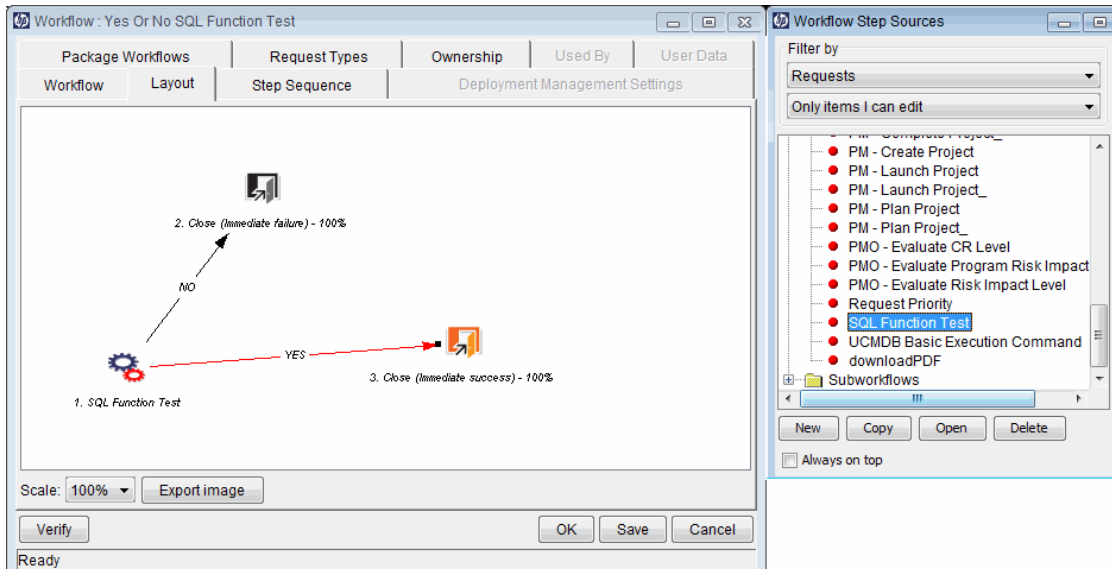 Workflow : Yes Or No SQL Function Test
Package Workflows
Request Types
Ownership
Used By
User Data
Workflow
Layout
Step Sequence
Deployment Management Settings
2. Close (Immediate failure) - 100%
NO
YES
3. Close (Immediate success) - 100%
1. SQL Function Test
Scale: 100%
Export image
Verify
OK
Save
Cancel
Ready
Workflow Step Sources
Filter by
Requests
Only items I can edit
PM - Complete Project_
PM - Create Project
PM - Launch Project
PM - Launch Project_
PM - Plan Project
PM - Plan Project_
PMO - Evaluate CR Level
PMO - Evaluate Program Risk Impact
PMO - Evaluate Risk Impact Level
Request Priority
SQL Function Test
UCMDB Basic Execution Command
downloadPDF
Subworkflows
New
Copy
Open
Delete
Always on top